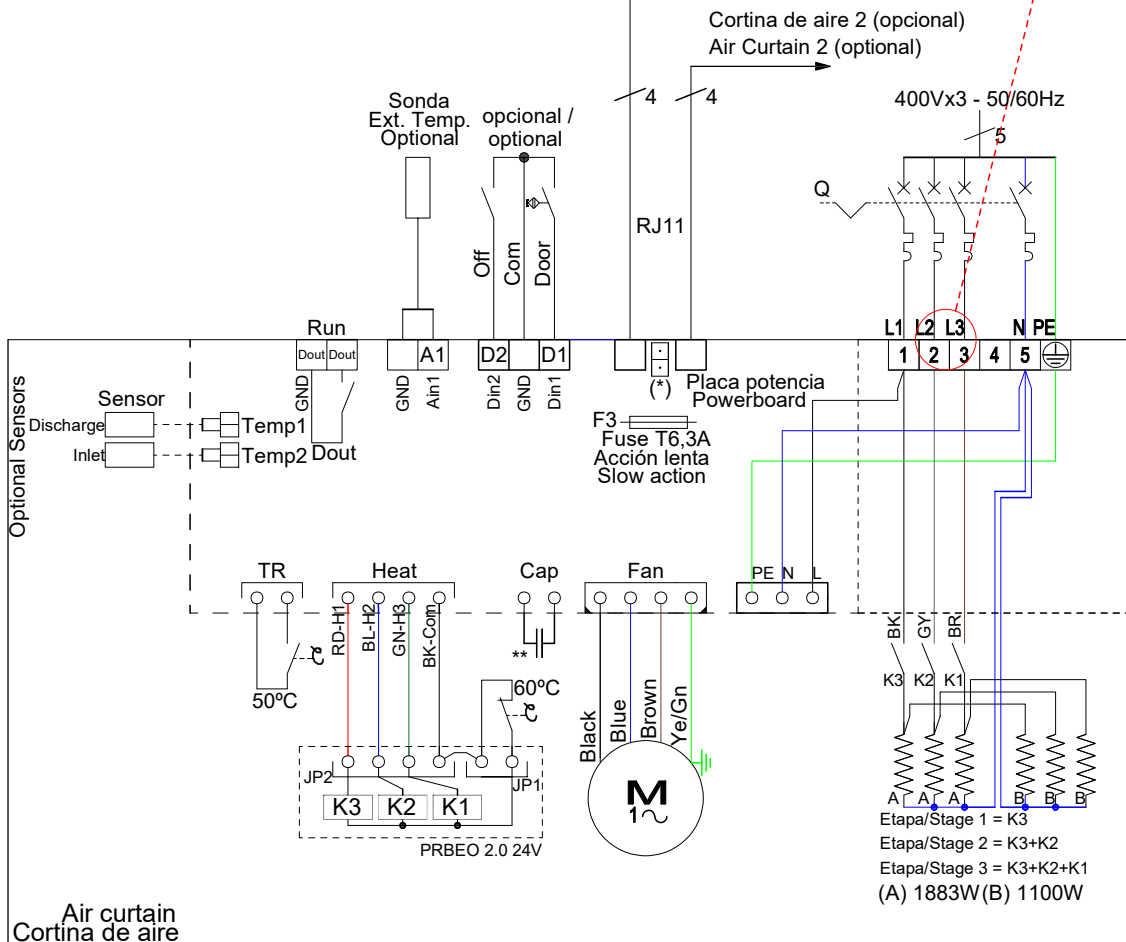 Cortina de aire 2 (opcional)
Air Curtain 2 (optional)
4
4
400Vx3 - 50/60Hz
5
Sonda
Ext. Temp.
Optional
opcional /
optional
Q
RJ11
Off
Com
Door
Run
L1
L2
L3
N
PE
Dout
Dout
A1
D2
D1
1
2
3
4
5
GND
GND
Ain1
Din2
GND
Din1
(*)
Placa potencia
Powerboard
Optional Sensors
Sensor
Discharge
Temp1
Inlet
Temp2
Dout
F3
Fuse T6,3A
Acción lenta
Slow action
TR
Heat
Cap
Fan
PE
N
L
RD-H1
BL-H2
GN-H3
BK-Com
**
BK
GY
BR
K3
K2
K1
50ºC
60ºC
Black
Blue
Brown
Ye/Gn
JP2
JP1
K3
K2
K1
M
1
PRBEO 2.0 24V
A
A
A
B
B
B
Etapa/Stage 1 = K3
Etapa/Stage 2 = K3+K2
Etapa/Stage 3 = K3+K2+K1
(A) 1883W(B) 1100W
Air curtain
Cortina de aire